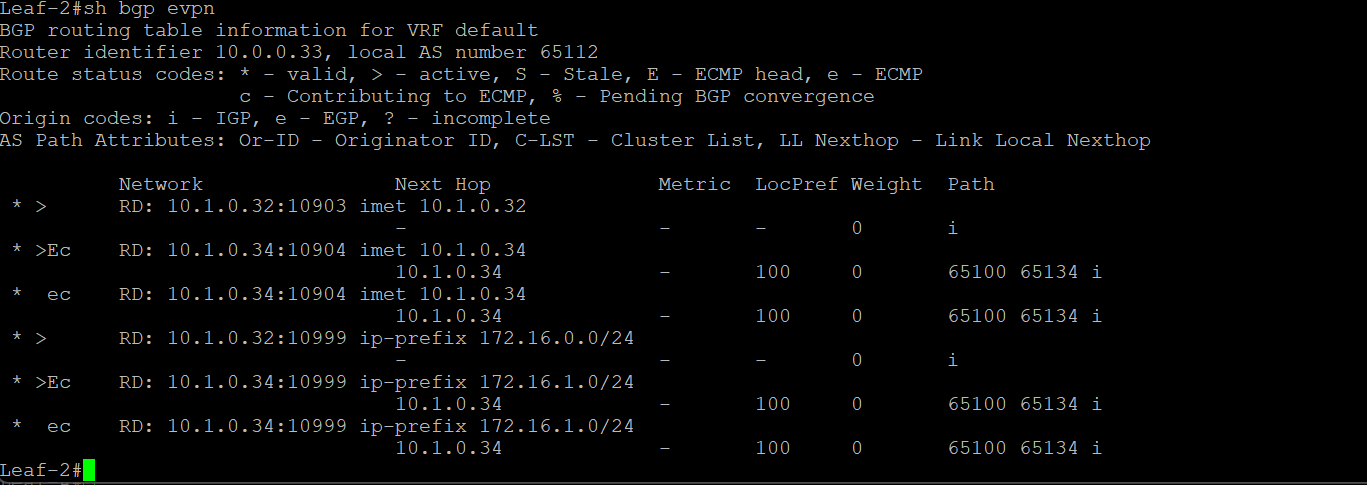 Leaf-2#sh bgp evpn
BGP routing table information for VRF default
Router identifier 10.0.0.33, local AS number 65112
Route status codes: * - valid, > - active, S - Stale, E - ECMP head, e - ECMP
                    c - Contributing to ECMP, % - Pending BGP convergence
Origin codes: i - IGP, e - EGP, ? - incomplete
AS Path Attributes: Or-ID - Originator ID, C-LST - Cluster List, LL Nexthop - Link Local Nexthop

          Network                Next Hop              Metric  LocPref Weight  Path
 * >      RD: 10.1.0.32:10903 imet 10.1.0.32
                                 -                     -       -       0       i
 * >Ec    RD: 10.1.0.34:10904 imet 10.1.0.34
                                 10.1.0.34             -       100     0       65100 65134 i
 *  ec    RD: 10.1.0.34:10904 imet 10.1.0.34
                                 10.1.0.34             -       100     0       65100 65134 i
 * >      RD: 10.1.0.32:10999 ip-prefix 172.16.0.0/24
                                 -                     -       -       0       i
 * >Ec    RD: 10.1.0.34:10999 ip-prefix 172.16.1.0/24
                                 10.1.0.34             -       100     0       65100 65134 i
 *  ec    RD: 10.1.0.34:10999 ip-prefix 172.16.1.0/24
                                 10.1.0.34             -       100     0       65100 65134 i
Leaf-2#